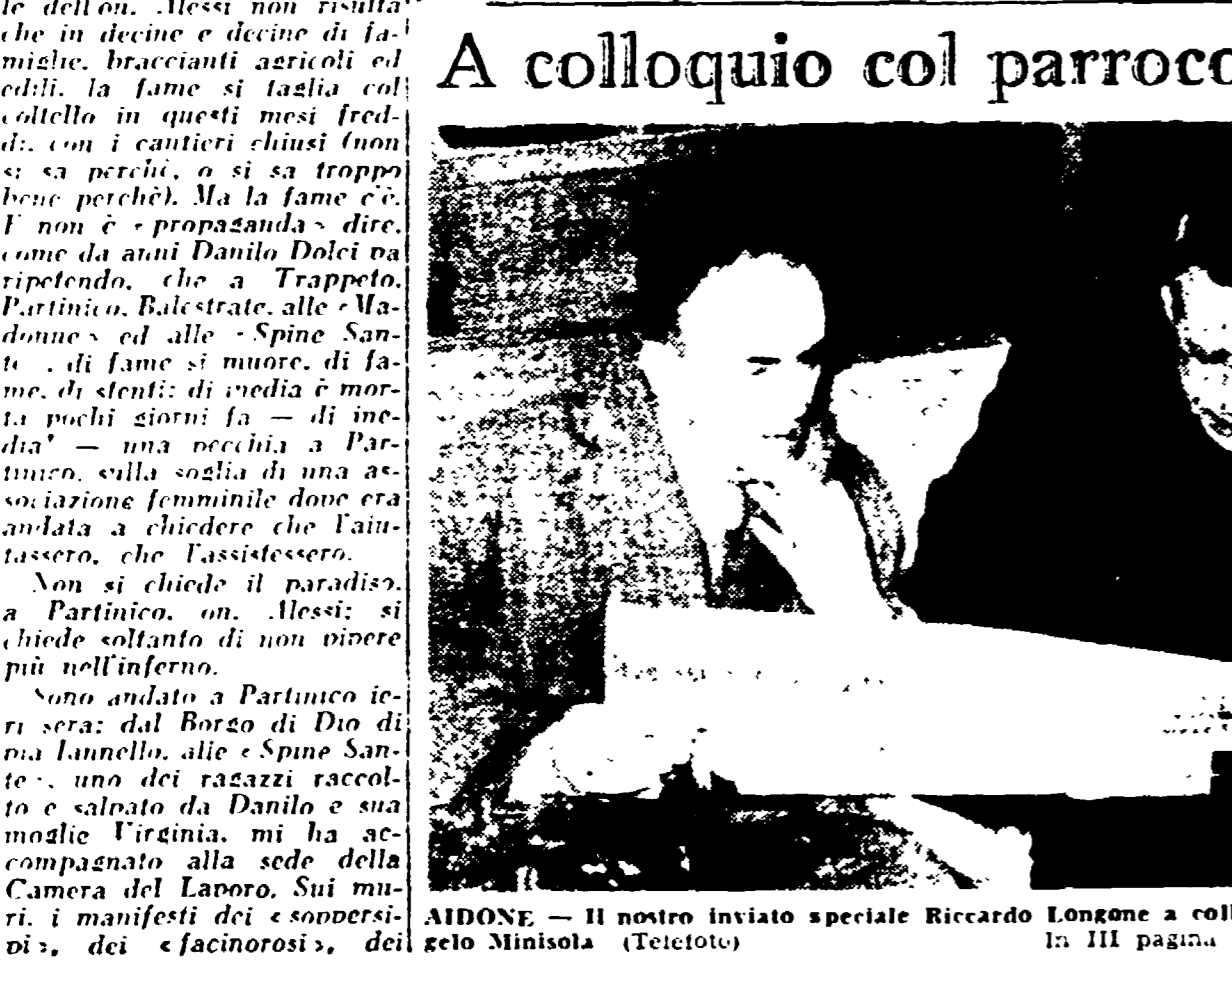 le dell'on. Alessi non risulta
che in decine e decine di fa-
miglie. braccianti agricoli ed
edili. la fame si taglia col
coltello in questi mesi fred-
di. con i cantieri chiusi (non
si sa perchè, o si sa troppo
bene perchè). Ma la fame c'è.
E non è « propaganda » dire.
come da anni Danilo Dolci va
ripetendo. che a Trappeto.
Partinico. Balestrate. alle « Ma-
donne » ed alle « Spine San-
te ». di fame si muore. di fa-
me. di stenti: di inedia è mor-
ta pochi giorni fa — di ine-
dia! — una vecchia a Par-
tinico. sulla soglia di una as-
sociazione femminile dove era
andata a chiedere che l'aiu-
tassero, che l'assistessero.
Non si chiede il paradiso.
a Partinico. on. Alessi: si
chiede soltanto di non vivere
più nell'inferno.
Sono andato a Partinico ie-
ri sera: dal Borgo di Dio di
via Iannello. alle « Spine San-
te ». uno dei ragazzi raccol-
to e salvato da Danilo e sua
moglie Virginia. mi ha ac-
compagnato alla sede della
Camera del Lavoro. Sui mu-
ri. i manifesti dei « sovversi-
vi », dei « facinorosi », dei
A colloquio col parroco
AIDONE — Il nostro inviato speciale Riccardo Longone a coll
gelo Minisola (Telefoto)
In III pagina